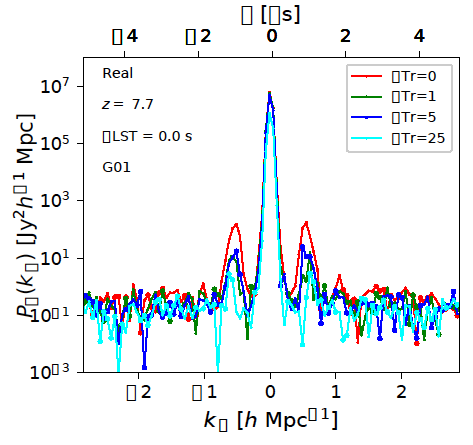 ▯ [▯s]
▯4 ▯2 0 2 4
Real
z = 7.7
▯LST = 0.0 s
G01
▯Tr=0
▯Tr=1
▯Tr=5
▯Tr=25
P▯(k▯) [Jy²h▯¹ Mpc]
10⁷
10⁵
10³
10¹
10▯¹
10▯³
▯2 ▯1 0 1 2
k▯ [h Mpc▯¹]